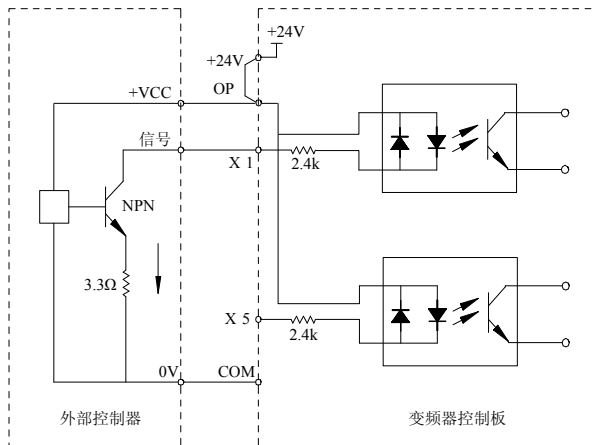 +24V
+24V
+VCC
OP
信号
X 1
2.4k
NPN
3.3Ω
X 5
2.4k
0V
COM
外部控制器
变频器控制板